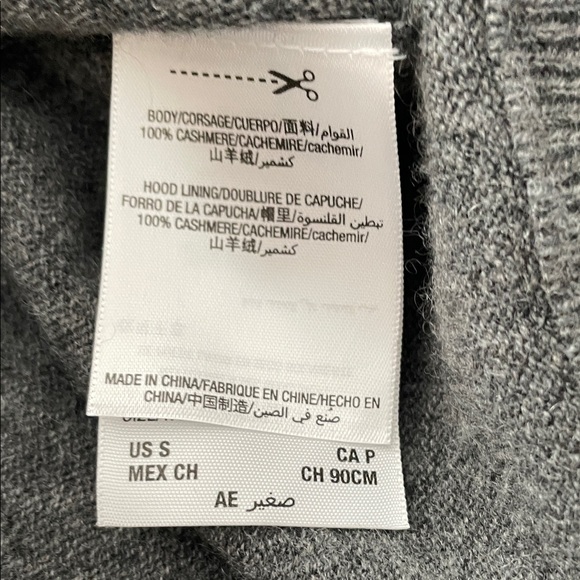 BODY/CORSAGE/CUERPO/面料/القوام
100% CASHMERE/CACHEMIRE/cachemir/
山羊绒/كشمير
HOOD LINING/DOUBLURE DE CAPUCHE/
FORRO DE LA CAPUCHA/帽里/تبطين القلنسوة
100% CASHMERE/CACHEMIRE/cachemir/
山羊绒/كشمير
MADE IN CHINA/FABRIQUE EN CHINE/HECHO EN
CHINA/中国制造/صُنع في الصين
US S CA P
MEX CH CH 90CM
AE صغير